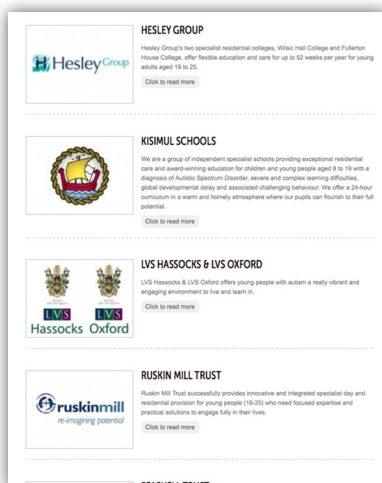 HESLEY GROUP
Hesley Group
Hesley Group's two specialist residential colleges, Wilsic Hall College and Fullerton
House College, offer flexible education and care for up to 52 weeks per year for young
adults aged 19 to 25.
Click to read more
KISIMUL SCHOOLS
We are a group of independent specialist schools providing exceptional residential
care and award-winning education for children and young people aged 8 to 19 with a
diagnosis of Autistic Spectrum Disorder, severe and complex learning difficulties,
global developmental delay and associated challenging behaviour. We offer a 24-hour
curriculum in a warm and homely atmosphere where our pupils can flourish to their full
potential.
Click to read more
LVS HASSOCKS & LVS OXFORD
LVS LVS
Hassocks Oxford
LVS Hassocks & LVS Oxford offers young people with autism a really vibrant and
engaging environment to live and learn in.
Click to read more
RUSKIN MILL TRUST
ruskinmill
re-imagining potential
Ruskin Mill Trust successfully provides innovative and integrated specialist day and
residential provision for young people (16-25) who need focused expertise and
practical solutions to engage fully in their lives.
Click to read more